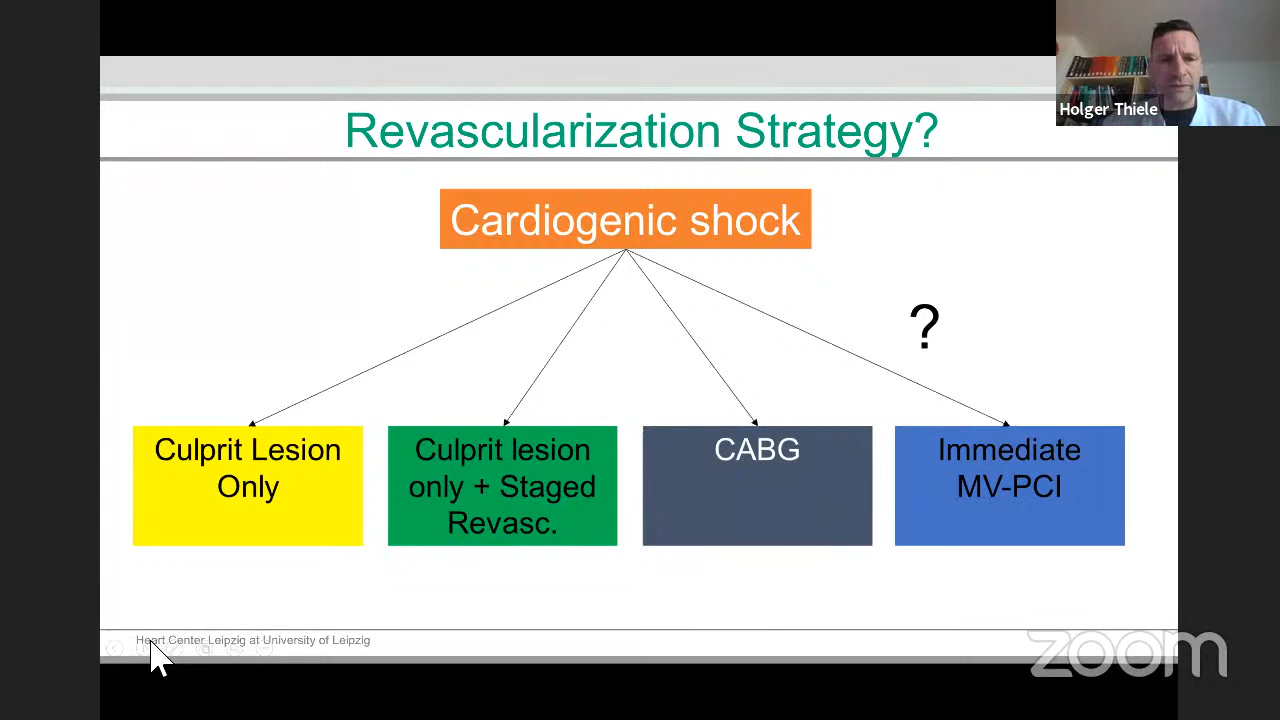 Holger Thiele
Revascularization Strategy?
Cardiogenic shock
?
Culprit Lesion
Only
Culprit lesion
only + Staged
Revasc.
CABG
Immediate
MV-PCI
Heart Center Leipzig at University of Leipzig
zoom